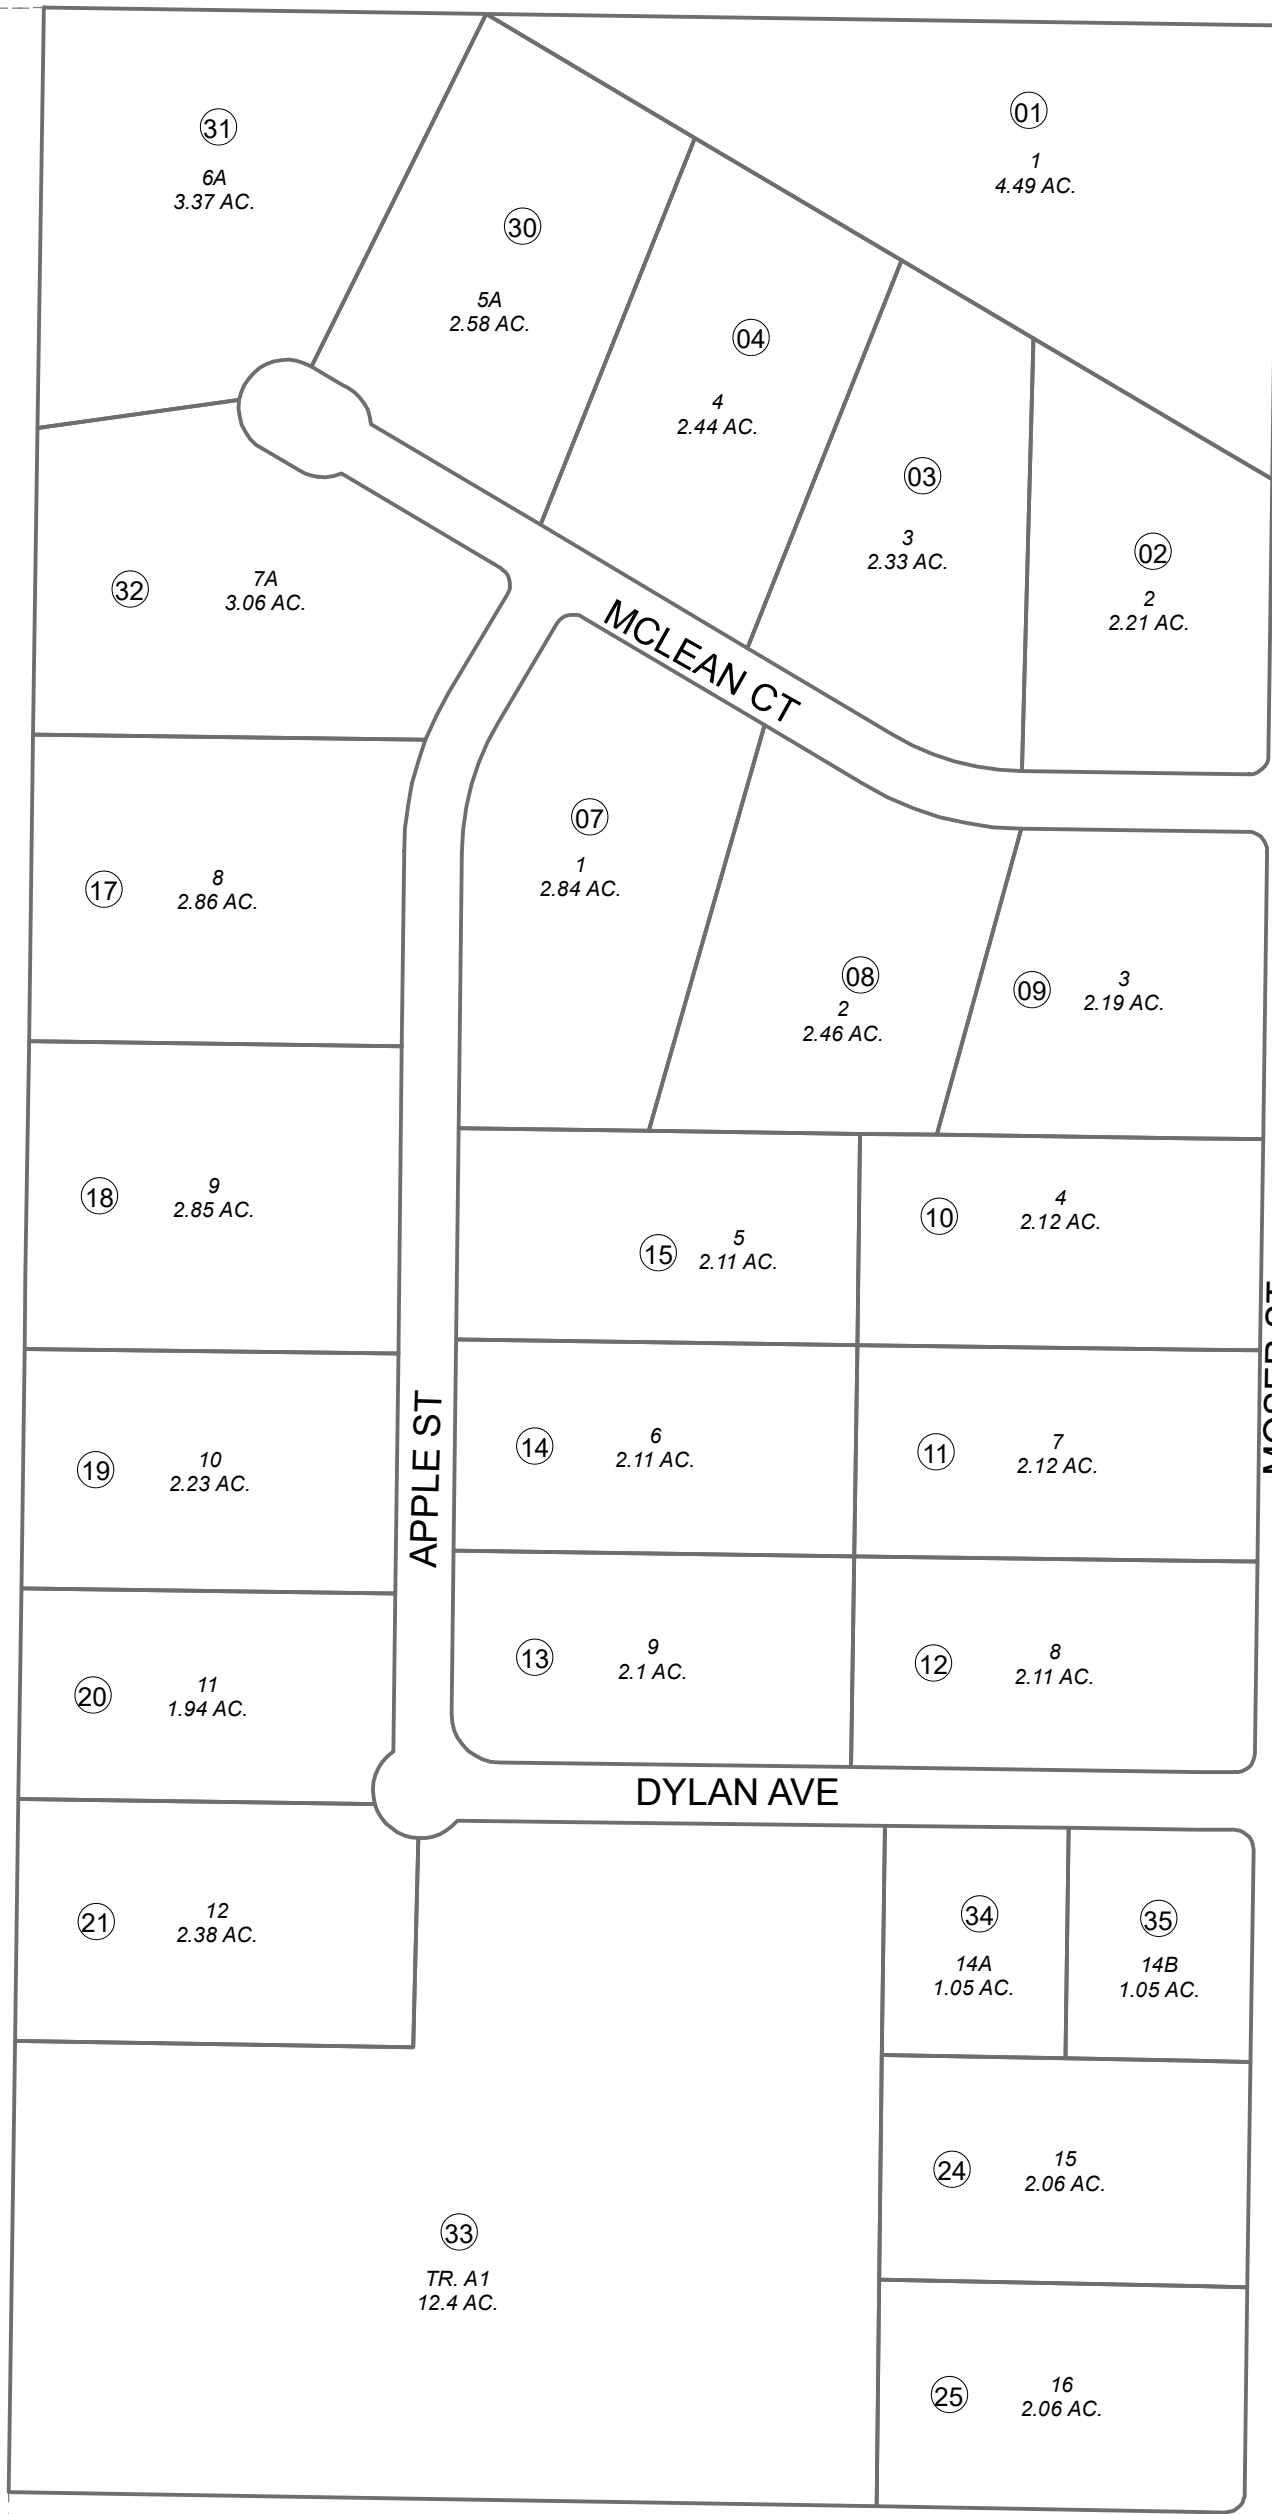 31
6A
3.37 AC.
01
1
4.49 AC.
30
5A
2.58 AC.
04
4
2.44 AC.
03
3
2.33 AC.
02
2
2.21 AC.
32
7A
3.06 AC.
MCLEAN CT
07
1
2.84 AC.
17
8
2.86 AC.
08
2
2.46 AC.
09
3
2.19 AC.
18
9
2.85 AC.
15
5
2.11 AC.
10
4
2.12 AC.
MOSER ST
APPLE ST
19
10
2.23 AC.
14
6
2.11 AC.
11
7
2.12 AC.
13
9
2.1 AC.
12
8
2.11 AC.
20
11
1.94 AC.
DYLAN AVE
21
12
2.38 AC.
34
14A
1.05 AC.
35
14B
1.05 AC.
24
15
2.06 AC.
33
TR. A1
12.4 AC.
25
16
2.06 AC.